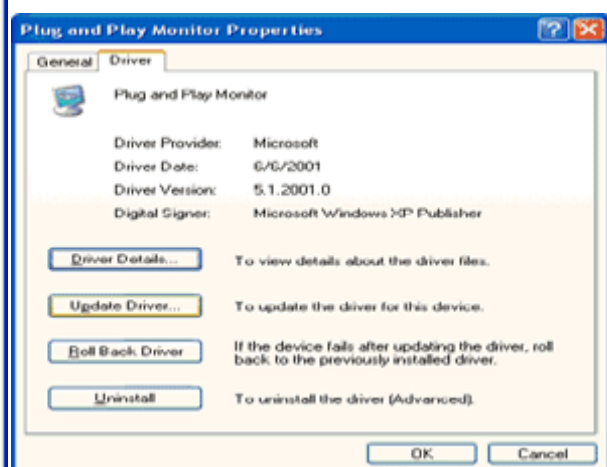 Plug and Play Monitor Properties
General Driver
Plug and Play Monitor
Driver Provider: Microsoft
Driver Date: 6/6/2001
Driver Version: 5.1.2001.0
Digital Signer: Microsoft Windows XP Publisher
Driver Details... To view details about the driver files.
Update Driver... To update the driver for this device.
Roll Back Driver If the device fails after updating the driver, roll
back to the previously installed driver.
Uninstall To uninstall the driver (Advanced).
OK Cancel